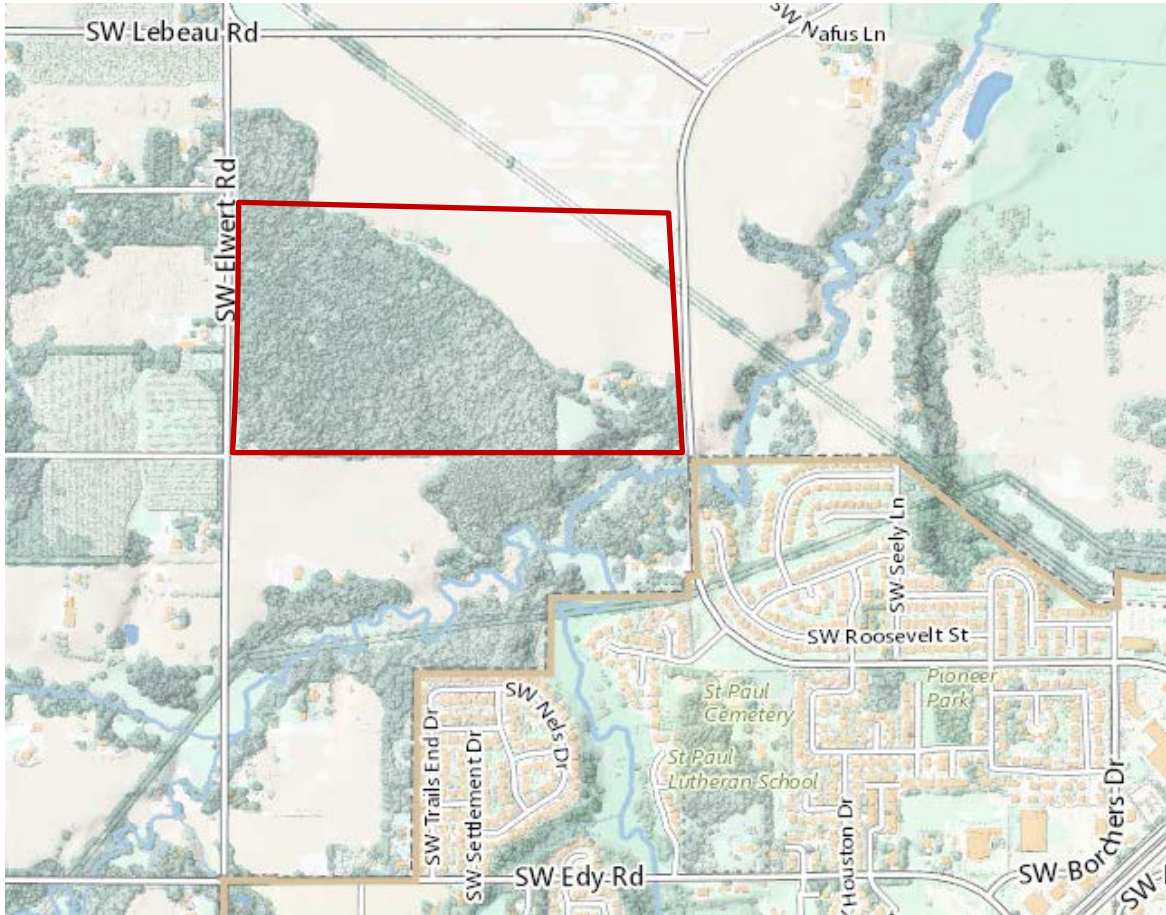 SW Lebeau Rd
SW Nafus Ln
SW Elwert Rd
SW Seely Ln
SW Roosevelt St
Pioneer
Park
St Paul
Cemetery
SW Nels Dr
St Paul
Lutheran School
SW Trails End Dr
SW Settlement Dr
Houston Dr
SW Borchers Dr
SW Edy Rd
SW